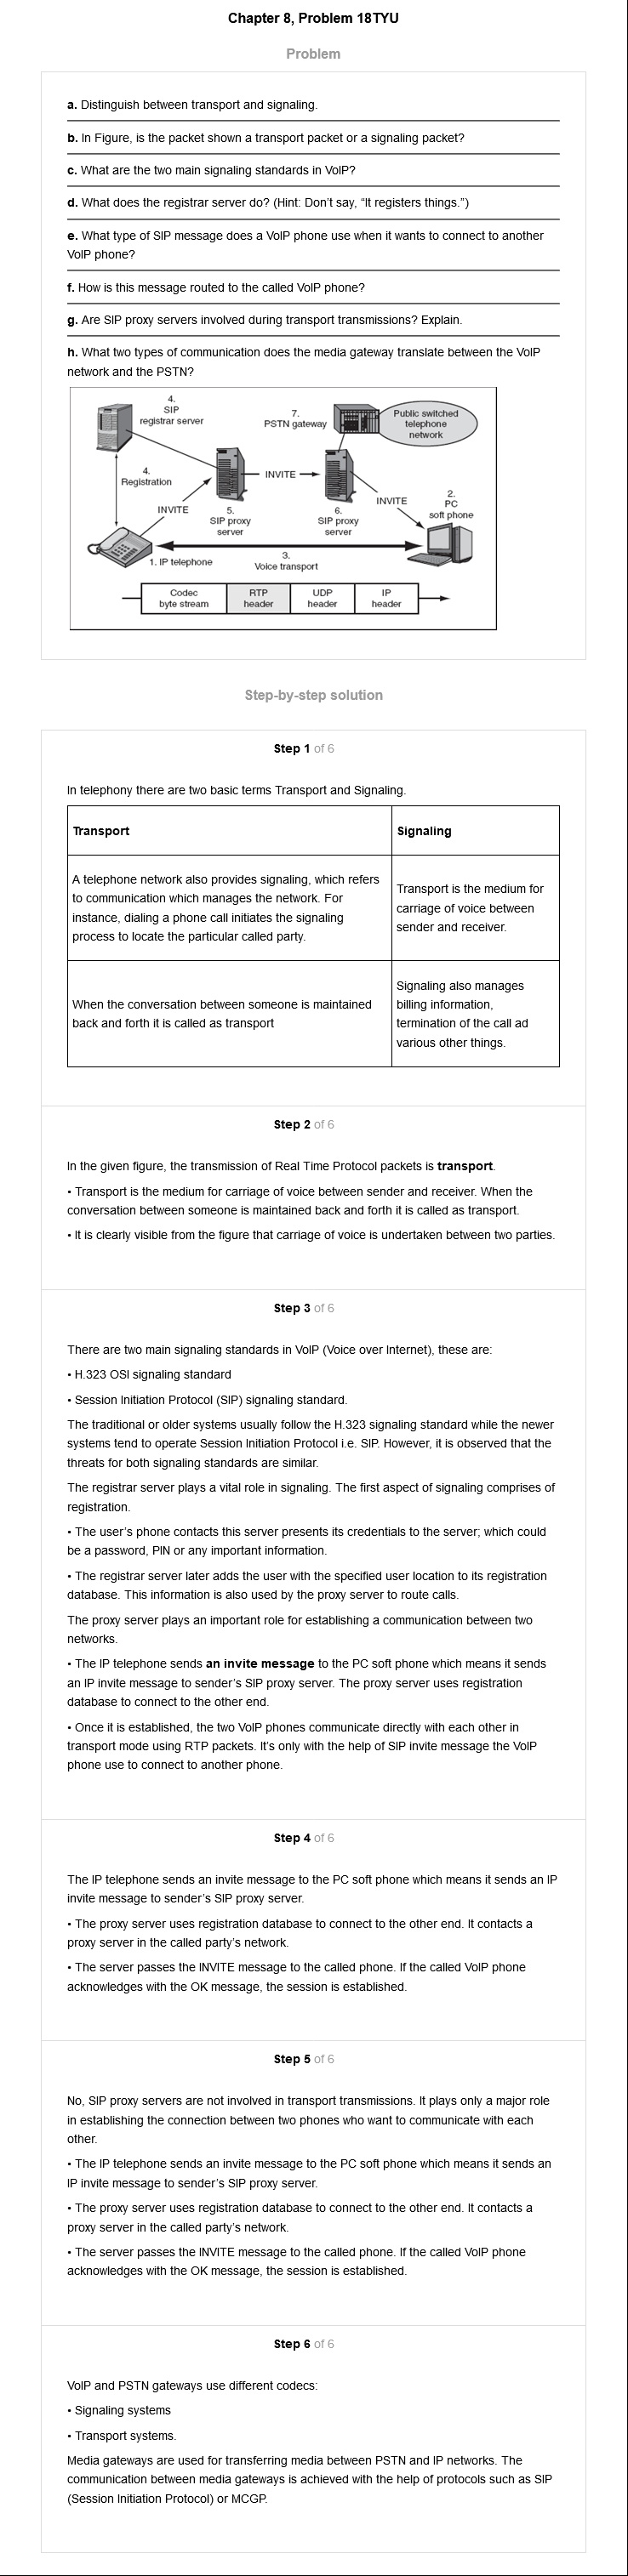 Chapter 8, Problem 18TYU
Problem
a. Distinguish between transport and signaling.
b. In Figure, is the packet shown a transport packet or a signaling packet?
c. What are the two main signaling standards in VoIP?
d. What does the registrar server do? (Hint: Don't say, “It registers things.”)
e. What type of SIP message does a VoIP phone use when it wants to connect to another
VoIP phone?
f. How is this message routed to the called VoIP phone?
g. Are SIP proxy servers involved during transport transmissions? Explain.
h. What two types of communication does the media gateway translate between the VoIP
network and the PSTN?
4.
SIP
registrar server
7.
PSTN gateway
Public switched
telephone
network
4.
Registration
INVITE
INVITE
INVITE
5.
SIP proxy
server
6.
SIP proxy
server
2.
PC
soft phone
1. IP telephone
3.
Voice transport
Codec
byte stream
RTP
header
UDP
header
IP
header
Step-by-step solution
Step 1 of 6
In telephony there are two basic terms Transport and Signaling.
Transport
Signaling
A telephone network also provides signaling, which refers
to communication which manages the network. For
instance, dialing a phone call initiates the signaling
process to locate the particular called party.
Transport is the medium for
carriage of voice between
sender and receiver.
When the conversation between someone is maintained
back and forth it is called as transport
Signaling also manages
billing information,
termination of the call ad
various other things.
Step 2 of 6
In the given figure, the transmission of Real Time Protocol packets is transport.
• Transport is the medium for carriage of voice between sender and receiver. When the
conversation between someone is maintained back and forth it is called as transport.
• It is clearly visible from the figure that carriage of voice is undertaken between two parties.
Step 3 of 6
There are two main signaling standards in VoIP (Voice over Internet), these are:
• H.323 OSI signaling standard
• Session Initiation Protocol (SIP) signaling standard.
The traditional or older systems usually follow the H.323 signaling standard while the newer
systems tend to operate Session Initiation Protocol i.e. SIP. However, it is observed that the
threats for both signaling standards are similar.
The registrar server plays a vital role in signaling. The first aspect of signaling comprises of
registration.
• The user's phone contacts this server presents its credentials to the server; which could
be a password, PIN or any important information.
• The registrar server later adds the user with the specified user location to its registration
database. This information is also used by the proxy server to route calls.
The proxy server plays an important role for establishing a communication between two
networks.
• The IP telephone sends an invite message to the PC soft phone which means it sends
an IP invite message to sender's SIP proxy server. The proxy server uses registration
database to connect to the other end.
• Once it is established, the two VoIP phones communicate directly with each other in
transport mode using RTP packets. It's only with the help of SIP invite message the VoIP
phone use to connect to another phone.
Step 4 of 6
The IP telephone sends an invite message to the PC soft phone which means it sends an IP
invite message to sender's SIP proxy server.
• The proxy server uses registration database to connect to the other end. It contacts a
proxy server in the called party's network.
• The server passes the INVITE message to the called phone. If the called VoIP phone
acknowledges with the OK message, the session is established.
Step 5 of 6
No, SIP proxy servers are not involved in transport transmissions. It plays only a major role
in establishing the connection between two phones who want to communicate with each
other.
• The IP telephone sends an invite message to the PC soft phone which means it sends an
IP invite message to sender's SIP proxy server.
• The proxy server uses registration database to connect to the other end. It contacts a
proxy server in the called party's network.
• The server passes the INVITE message to the called phone. If the called VoIP phone
acknowledges with the OK message, the session is established.
Step 6 of 6
VoIP and PSTN gateways use different codecs:
• Signaling systems
• Transport systems.
Media gateways are used for transferring media between PSTN and IP networks. The
communication between media gateways is achieved with the help of protocols such as SIP
(Session Initiation Protocol) or MCGP.